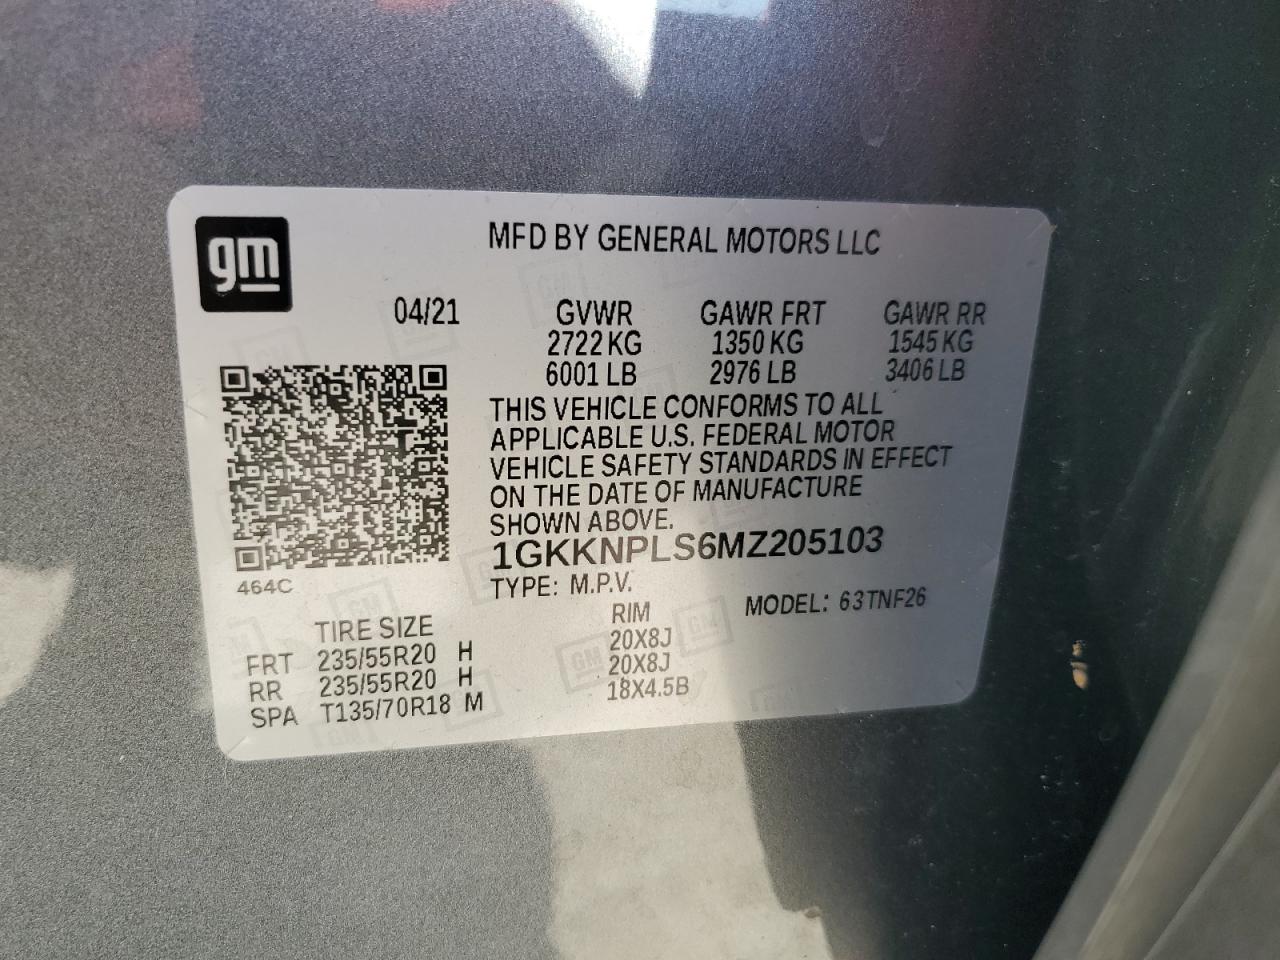 gm
MFD BY GENERAL MOTORS LLC
04/21 GVWR GAWR FRT GAWR RR
2722 KG 1350 KG 1545 KG
6001 LB 2976 LB 3406 LB
THIS VEHICLE CONFORMS TO ALL
APPLICABLE U.S. FEDERAL MOTOR
VEHICLE SAFETY STANDARDS IN EFFECT
ON THE DATE OF MANUFACTURE
SHOWN ABOVE.
1GKKNPLS6MZ205103
464C
TYPE: M.P.V. MODEL: 63TNF26
TIRE SIZE RIM
FRT 235/55R20 H 20X8J
RR 235/55R20 H 20X8J
SPA T135/70R18 M 18X4.5B